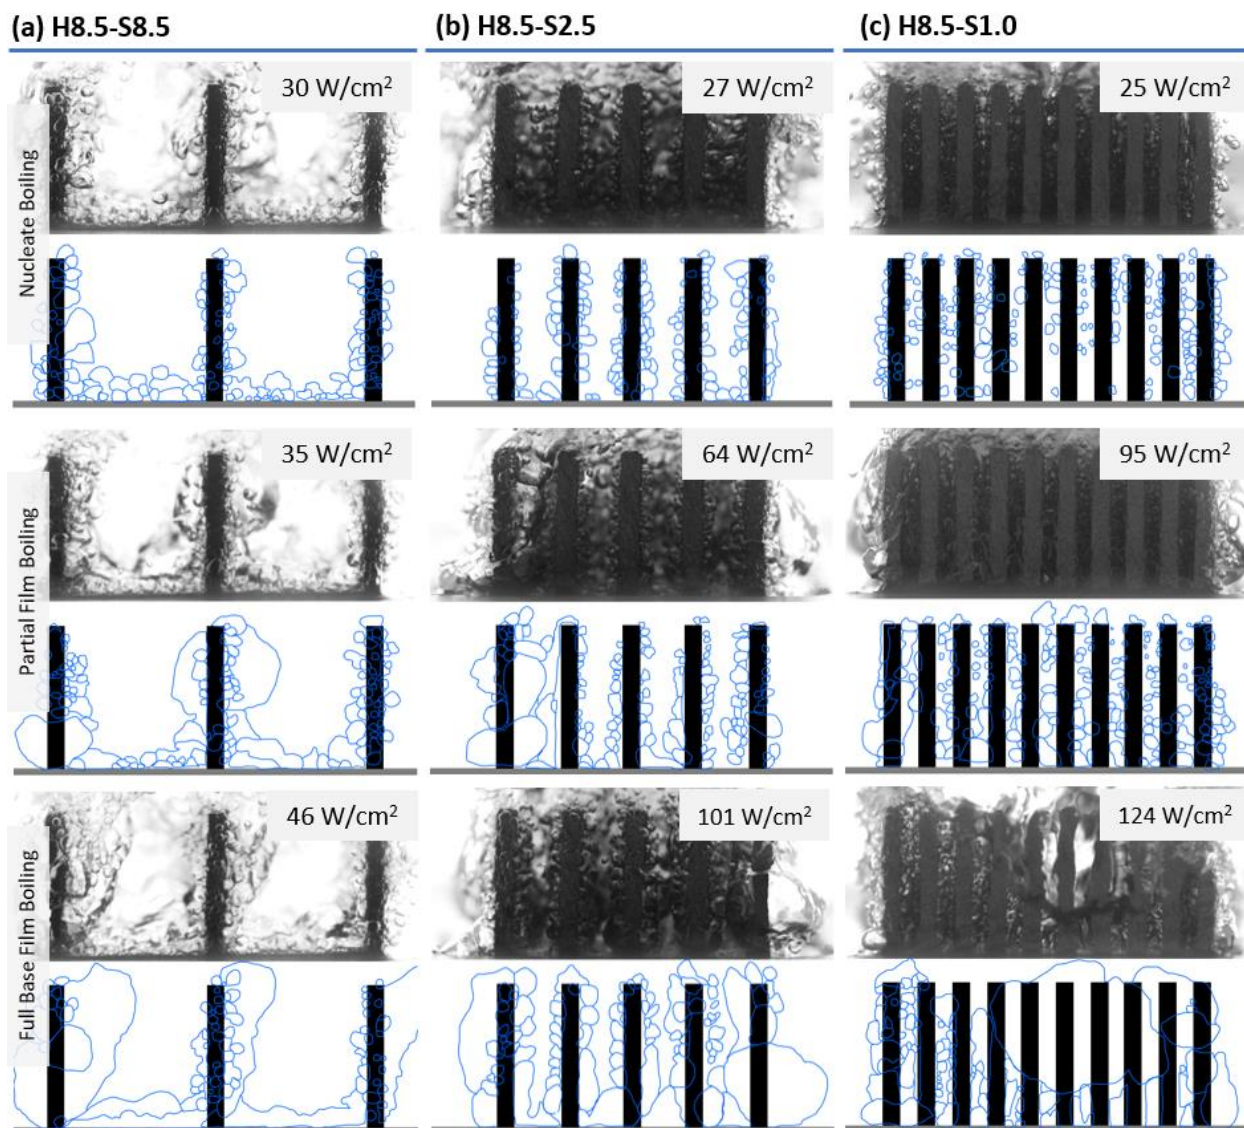 (a) H8.5-S8.5
(b) H8.5-S2.5
(c) H8.5-S1.0
Nucleate Boiling
30 W/cm²
27 W/cm²
25 W/cm²
Partial Film Boiling
35 W/cm²
64 W/cm²
95 W/cm²
Full Base Film Boiling
46 W/cm²
101 W/cm²
124 W/cm²